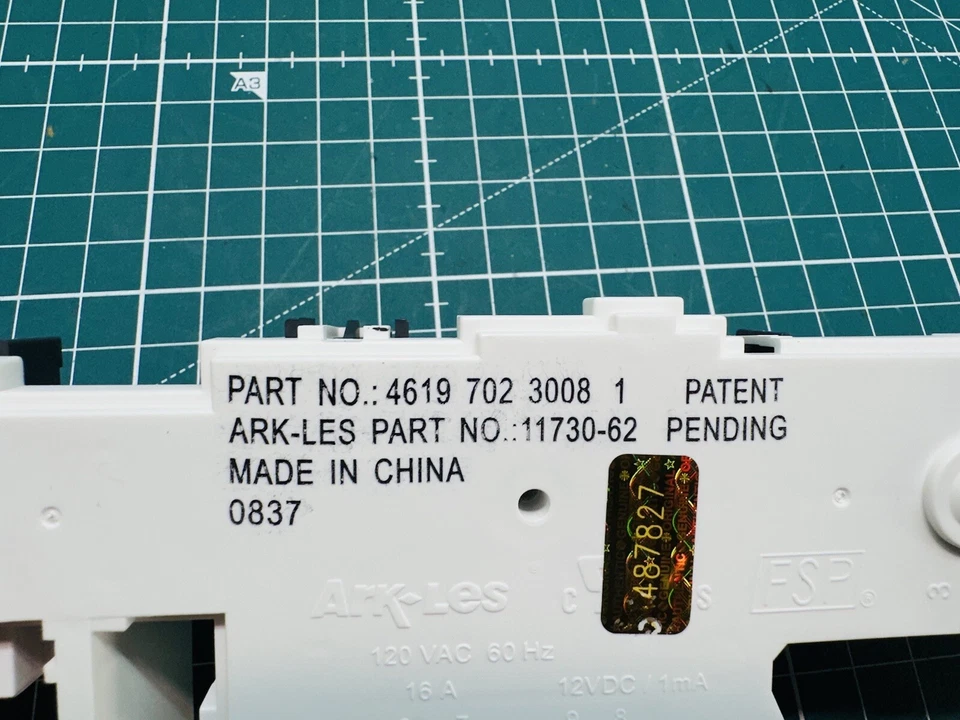 A3
PART NO.: 4619 702 3008 1 PATENT
ARK-LES PART NO.:11730-62 PENDING
MADE IN CHINA
0837
487827
ARK-LES
FSP®
120 VAC 60 Hz
16 A 12VDC / 1mA